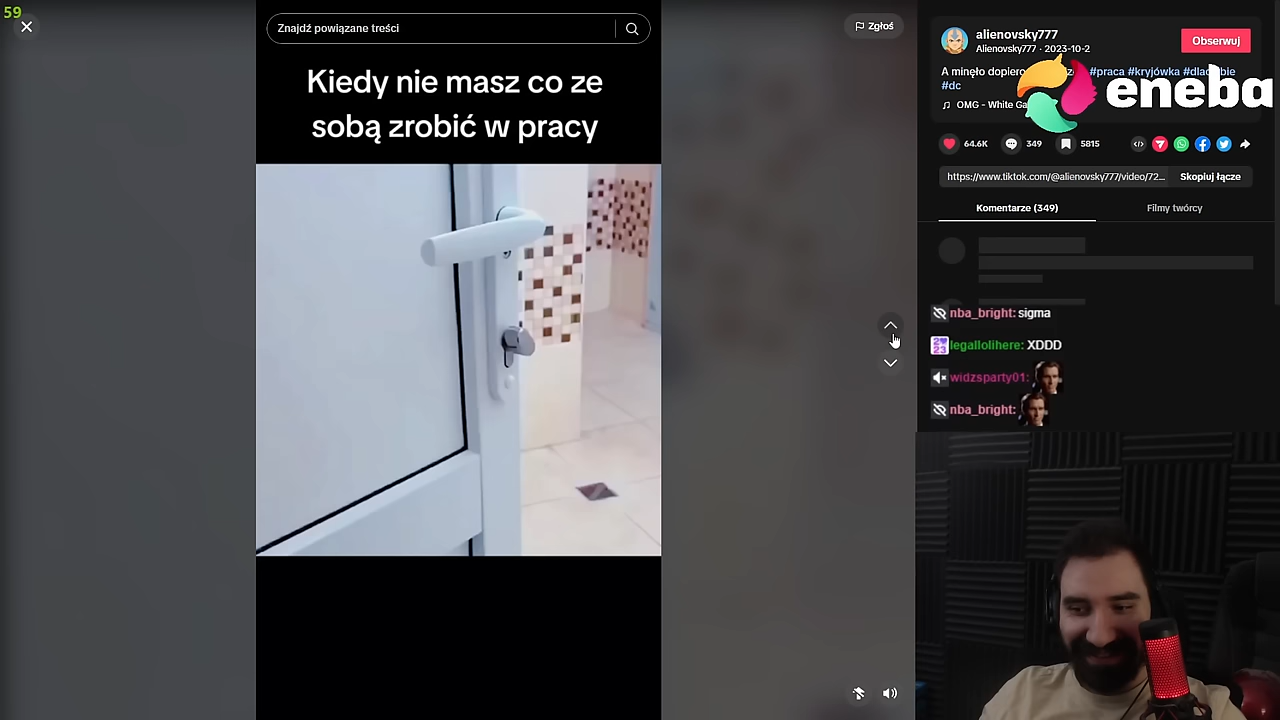 59
Znajdź powiązane treści
Zgłoś
Kiedy nie masz co ze
sobą zrobić w pracy
alienovsky777
Alienovsky777 · 2023-10-2
Obserwuj
A minęło dopiero #praca #kryjówka
#dc
eneba
OMG - White
64.6K 349 5815
https://www.tiktok.com/@alienovsky777/video/72...
Skopiuj łącze
Komentarze (349)
Filmy twórcy
nba_bright: sigma
legallolihere: XDDD
widzsparty01:
nba_bright: